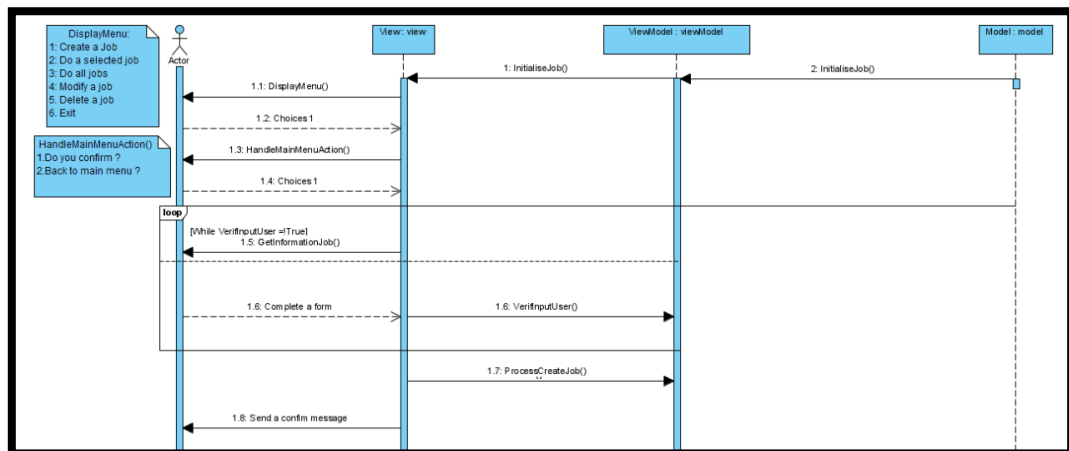 DisplayMenu:
1: Create a Job
2: Do a selected job
3: Do all jobs
4: Modify a job
5. Delete a job
6. Exit
Actor
View : view
ViewModel : viewModel
Model : model
1: InitialiseJob()
2: InitialiseJob()
1.1: DisplayMenu()
1.2: Choices 1
HandleMainMenuAction()
1.Do you confirm ?
2.Back to main menu ?
1.3: HandleMainMenuAction()
1.4: Choices 1
loop
[While VerifInputUser =!True]
1.5: GetInformationJob()
1.6: Complete a form
1.6: VerifInputUser()
1.7: ProcessCreateJob()
1.8: Send a confim message